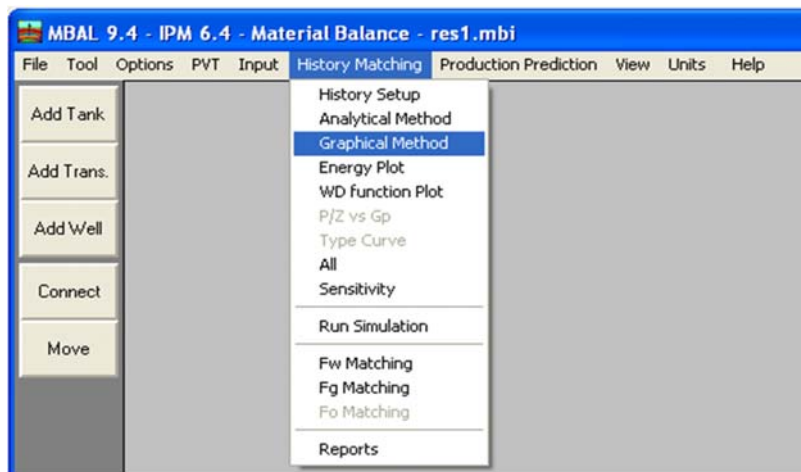 MBAL 9.4 - IPM 6.4 - Material Balance - res1.mbi
File Tool Options PVT Input History Matching Production Prediction View Units Help
Add Tank
Add Trans.
Add Well
Connect
Move
History Setup
Analytical Method
Graphical Method
Energy Plot
WD function Plot
P/Z vs Gp
Type Curve
All
Sensitivity
Run Simulation
Fw Matching
Fg Matching
Fo Matching
Reports